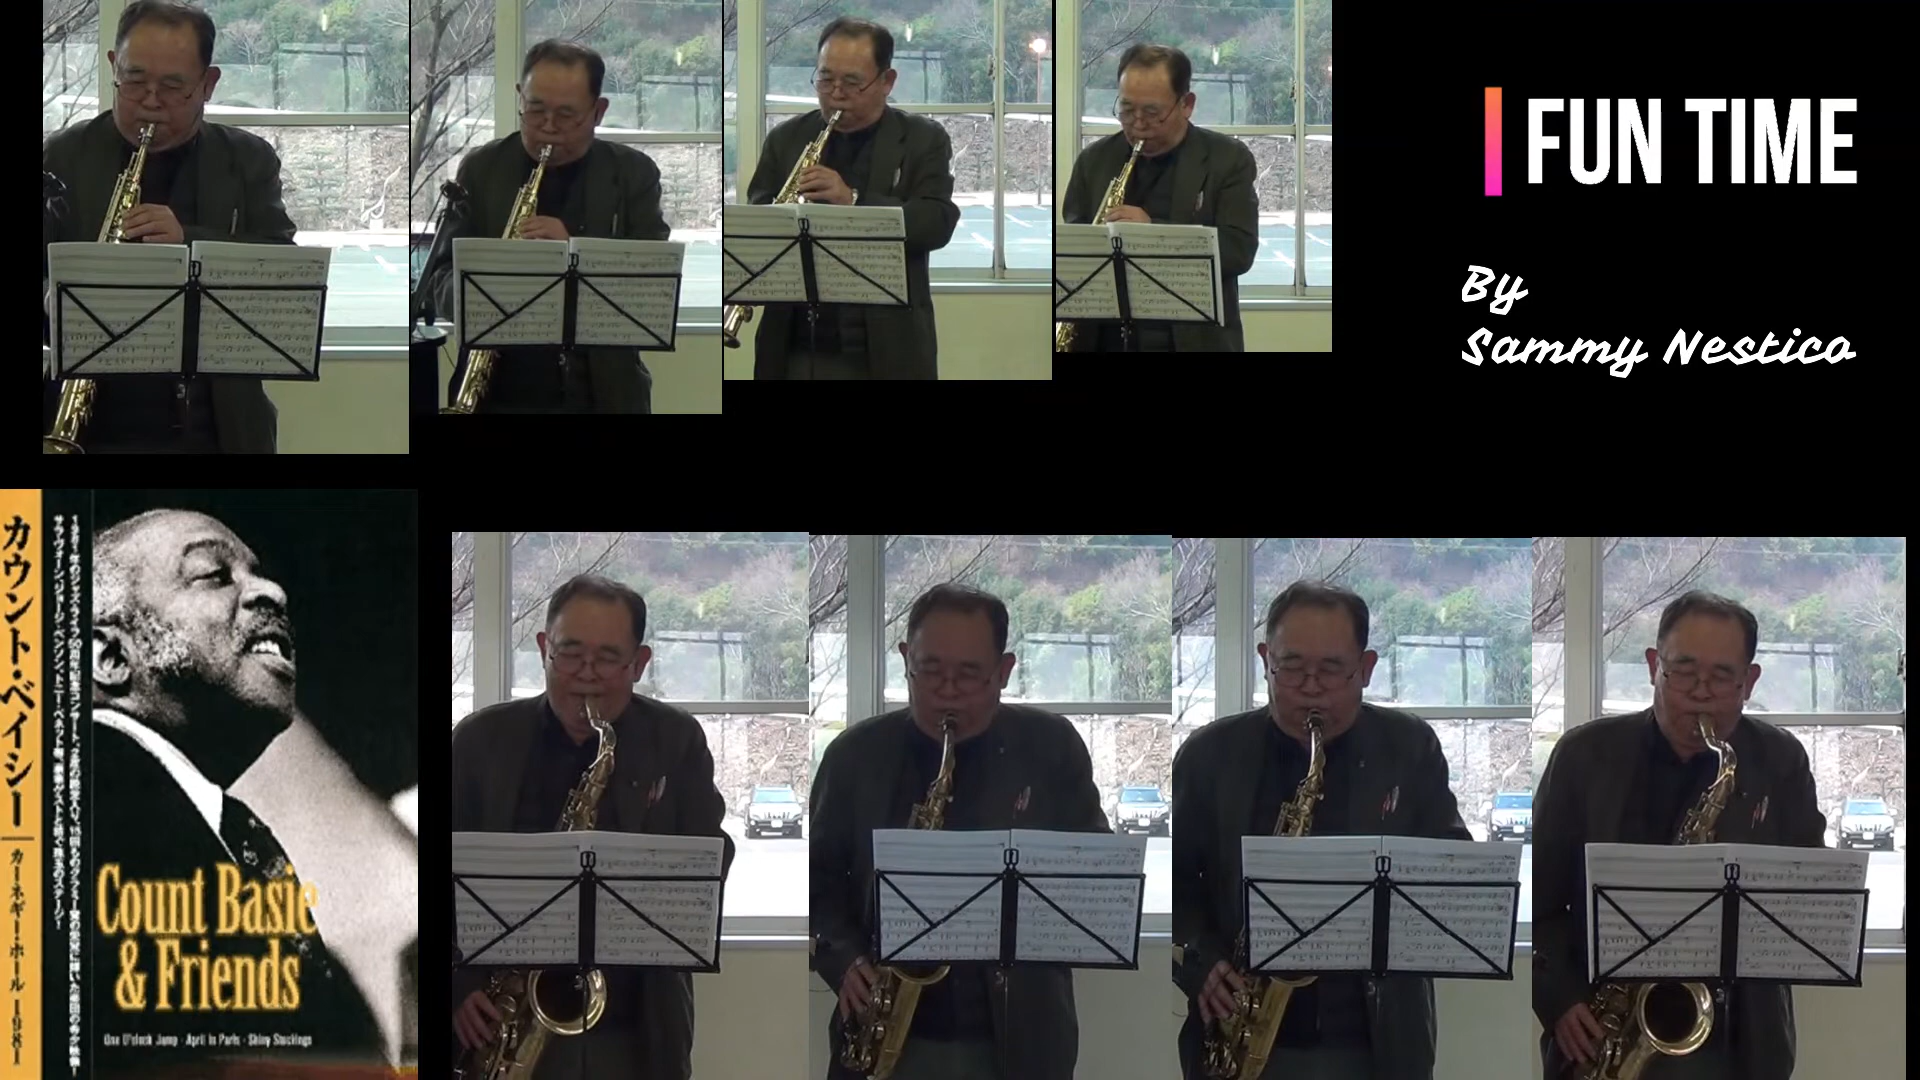 FUN TIME
By
Sammy Nestico
カウント・ベイシー
カーネギー・ホール 1981
Count Basie
& Friends
One O'clock Jump · April in Paris · Shiny Stockings